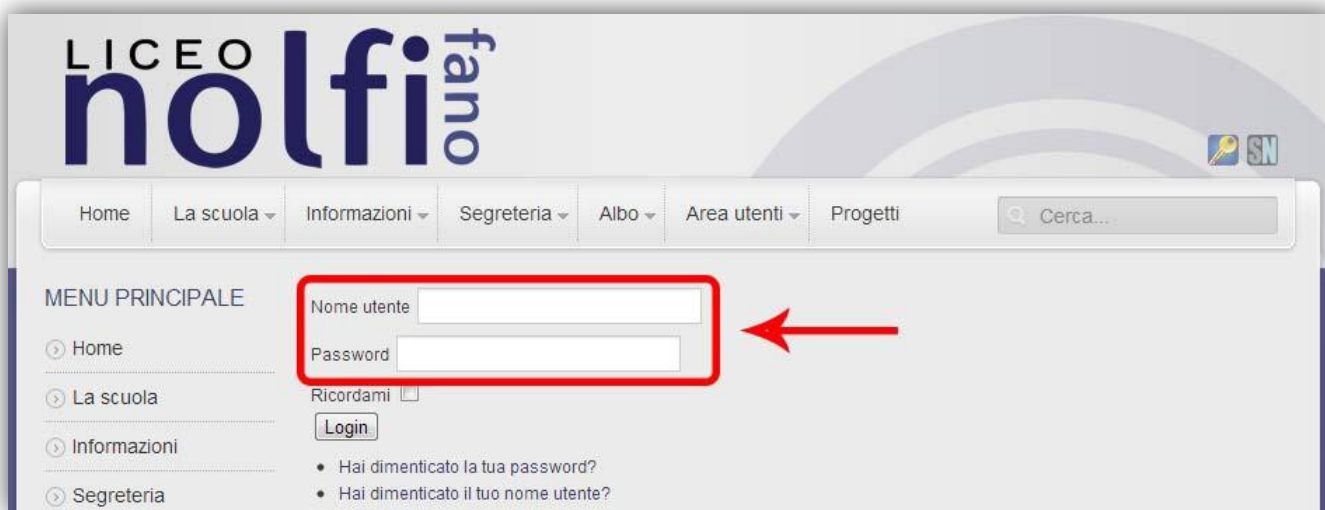 LICEO
nolfi
fano
SN
Home La scuola Informazioni Segreteria Albo Area utenti Progetti Cerca...
MENU PRINCIPALE
Home
La scuola
Informazioni
Segreteria
Nome utente
Password
Ricordami
Login
Hai dimenticato la tua password?
Hai dimenticato il tuo nome utente?